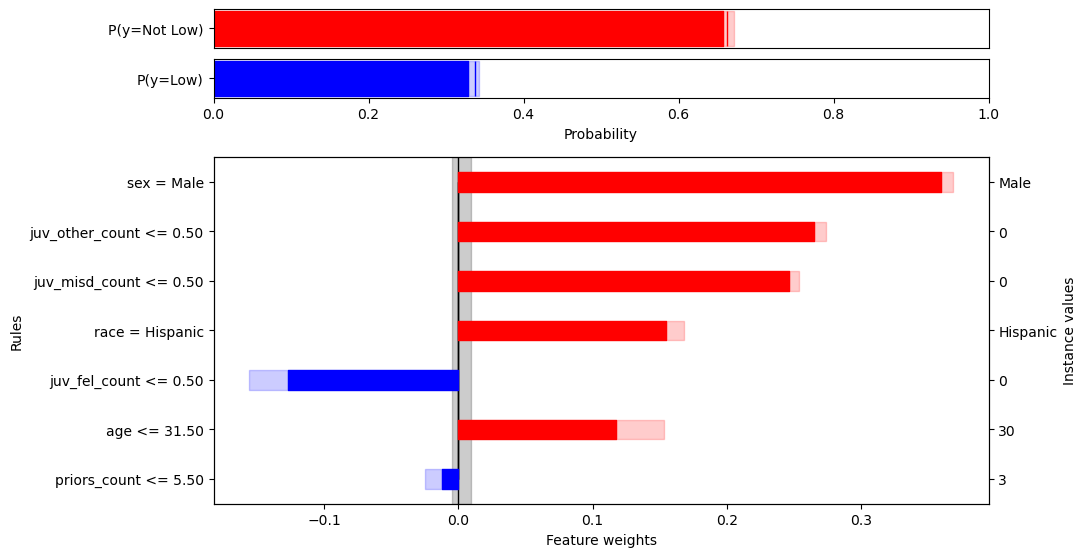 P(y=Not Low)
P(y=Low)
0.0 0.2 0.4 0.6 0.8 1.0
Probability
Rules
sex = Male Male
juv_other_count <= 0.50 0
juv_misd_count <= 0.50 0
race = Hispanic Hispanic
juv_fel_count <= 0.50 0
age <= 31.50 30
priors_count <= 5.50 3
Instance values
−0.1 0.0 0.1 0.2 0.3
Feature weights